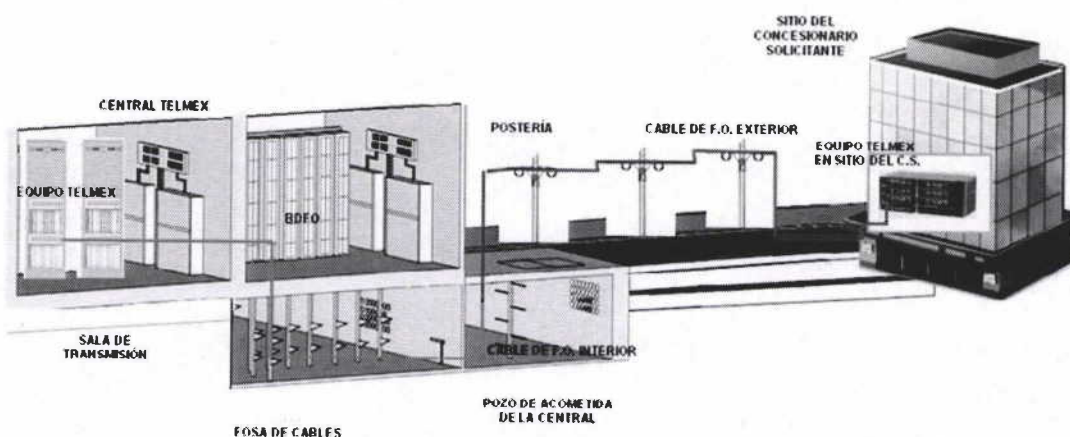 SITIO DEL
CONCESIONARIO
SOLICITANTE
CENTRAL TELMEX
POSTERÍA
CABLE DE F.O. EXTERIOR
EQUIPO TELMEX
EN SITIO DEL C.S.
EQUIPO TELMEX
BDFO
SALA DE
TRANSMISIÓN
CABLE DE F.O. INTERIOR
POZO DE ACOMETIDA
DE LA CENTRAL
FOSA DE CABLES